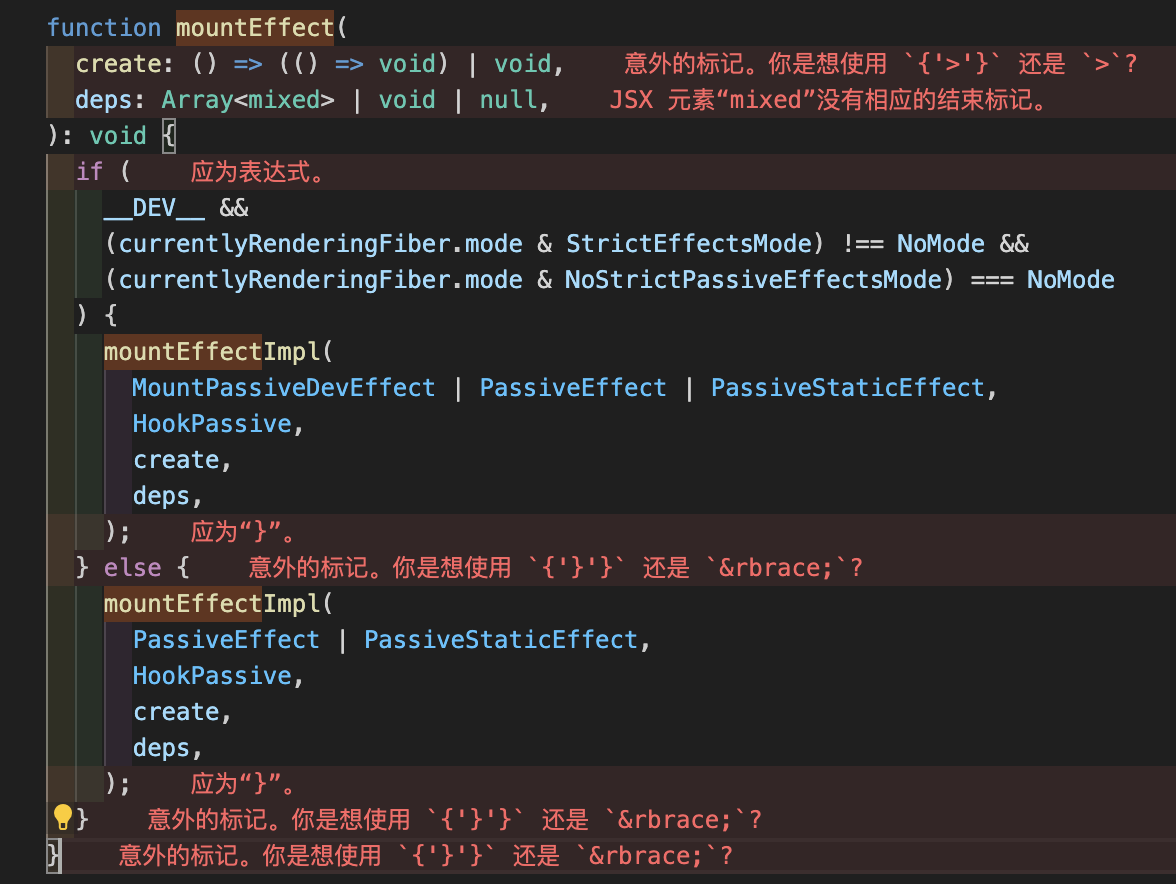 function mountEffect(
create: () => (() => void) | void, 意外的标记。你是想使用 `{'>'}` 还是 `>`?
deps: Array<mixed> | void | null, JSX 元素“mixed”没有相应的结束标记。
): void {
if ( 应为表达式。
__DEV__ &&
(currentlyRenderingFiber.mode & StrictEffectsMode) !== NoMode &&
(currentlyRenderingFiber.mode & NoStrictPassiveEffectsMode) === NoMode
) {
mountEffectImpl(
MountPassiveDevEffect | PassiveEffect | PassiveStaticEffect,
HookPassive,
create,
deps,
); 应为“}”。
} else { 意外的标记。你是想使用 `{'}'}` 还是 `&rbrace;`?
mountEffectImpl(
PassiveEffect | PassiveStaticEffect,
HookPassive,
create,
deps,
); 应为“}”。
} 意外的标记。你是想使用 `{'}'}` 还是 `&rbrace;`?
} 意外的标记。你是想使用 `{'}'}` 还是 `&rbrace;`?